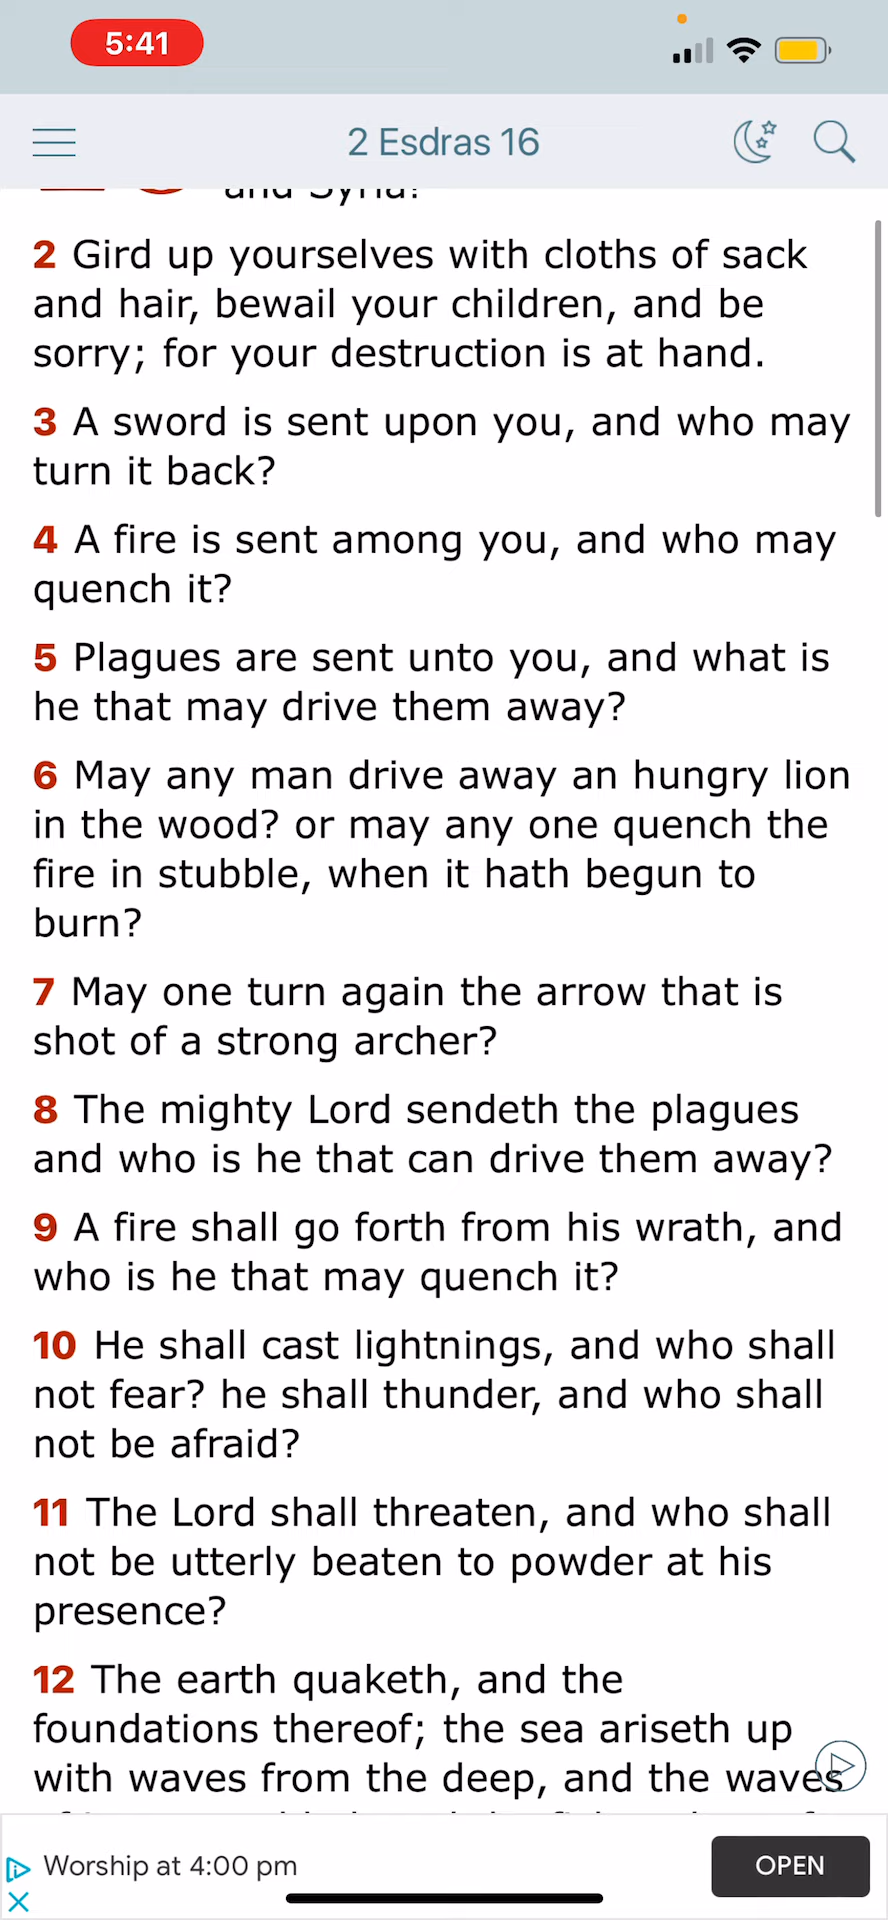 5:41
2 Esdras 16
and Syria!
2 Gird up yourselves with cloths of sack
and hair, bewail your children, and be
sorry; for your destruction is at hand.
3 A sword is sent upon you, and who may
turn it back?
4 A fire is sent among you, and who may
quench it?
5 Plagues are sent unto you, and what is
he that may drive them away?
6 May any man drive away an hungry lion
in the wood? or may any one quench the
fire in stubble, when it hath begun to
burn?
7 May one turn again the arrow that is
shot of a strong archer?
8 The mighty Lord sendeth the plagues
and who is he that can drive them away?
9 A fire shall go forth from his wrath, and
who is he that may quench it?
10 He shall cast lightnings, and who shall
not fear? he shall thunder, and who shall
not be afraid?
11 The Lord shall threaten, and who shall
not be utterly beaten to powder at his
presence?
12 The earth quaketh, and the
foundations thereof; the sea ariseth up
with waves from the deep, and the waves
Worship at 4:00 pm
OPEN